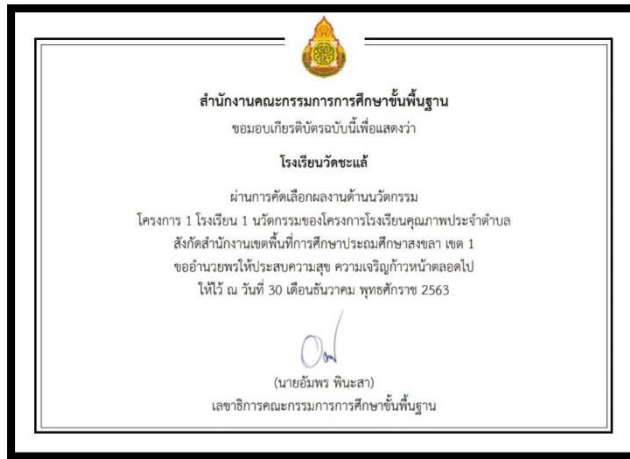 สำนักงานคณะกรรมการการศึกษาขั้นพื้นฐาน
ขอมอบเกียรติบัตรฉบับนี้เพื่อแสดงว่า
โรงเรียนวัดชะแล้
ผ่านการคัดเลือกผลงานด้านนวัตกรรม
โครงการ 1 โรงเรียน 1 นวัตกรรมของโครงการโรงเรียนคุณภาพประจำตำบล
สังกัดสำนักงานเขตพื้นที่การศึกษาประถมศึกษาสงขลา เขต 1
ขออำนวยพรให้ประสบความสุข ความเจริญก้าวหน้าตลอดไป
ให้ไว้ ณ วันที่ 30 เดือนธันวาคม พุทธศักราช 2563
(นายอัมพร พินะสา)
เลขาธิการคณะกรรมการการศึกษาขั้นพื้นฐาน